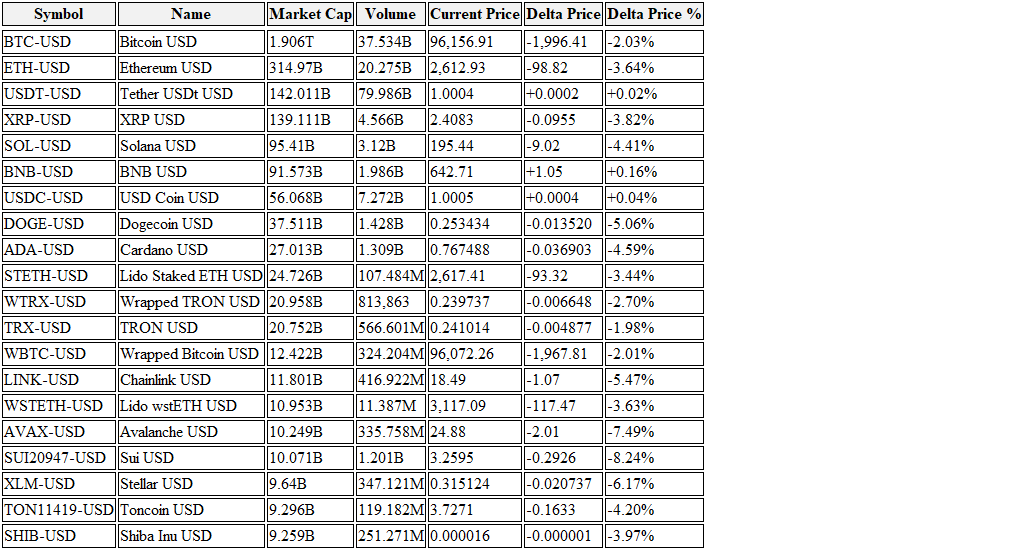 Symbol Name Market Cap Volume Current Price Delta Price Delta Price %
BTC-USD Bitcoin USD 1.906T 37.534B 96,156.91 -1,996.41 -2.03%
ETH-USD Ethereum USD 314.97B 20.275B 2,612.93 -98.82 -3.64%
USDT-USD Tether USDt USD 142.011B 79.986B 1.0004 +0.0002 +0.02%
XRP-USD XRP USD 139.111B 4.566B 2.4083 -0.0955 -3.82%
SOL-USD Solana USD 95.41B 3.12B 195.44 -9.02 -4.41%
BNB-USD BNB USD 91.573B 1.986B 642.71 +1.05 +0.16%
USDC-USD USD Coin USD 56.068B 7.272B 1.0005 +0.0004 +0.04%
DOGE-USD Dogecoin USD 37.511B 1.428B 0.253434 -0.013520 -5.06%
ADA-USD Cardano USD 27.013B 1.309B 0.767488 -0.036903 -4.59%
STETH-USD Lido Staked ETH USD 24.726B 107.484M 2,617.41 -93.32 -3.44%
WTRX-USD Wrapped TRON USD 20.958B 813,863 0.239737 -0.006648 -2.70%
TRX-USD TRON USD 20.752B 566.601M 0.241014 -0.004877 -1.98%
WBTC-USD Wrapped Bitcoin USD 12.422B 324.204M 96,072.26 -1,967.81 -2.01%
LINK-USD Chainlink USD 11.801B 416.922M 18.49 -1.07 -5.47%
WSTETH-USD Lido wstETH USD 10.953B 11.387M 3,117.09 -117.47 -3.63%
AVAX-USD Avalanche USD 10.249B 335.758M 24.88 -2.01 -7.49%
SUI20947-USD Sui USD 10.071B 1.201B 3.2595 -0.2926 -8.24%
XLM-USD Stellar USD 9.64B 347.121M 0.315124 -0.020737 -6.17%
TON11419-USD Toncoin USD 9.296B 119.182M 3.7271 -0.1633 -4.20%
SHIB-USD Shiba Inu USD 9.259B 251.271M 0.000016 -0.000001 -3.97%